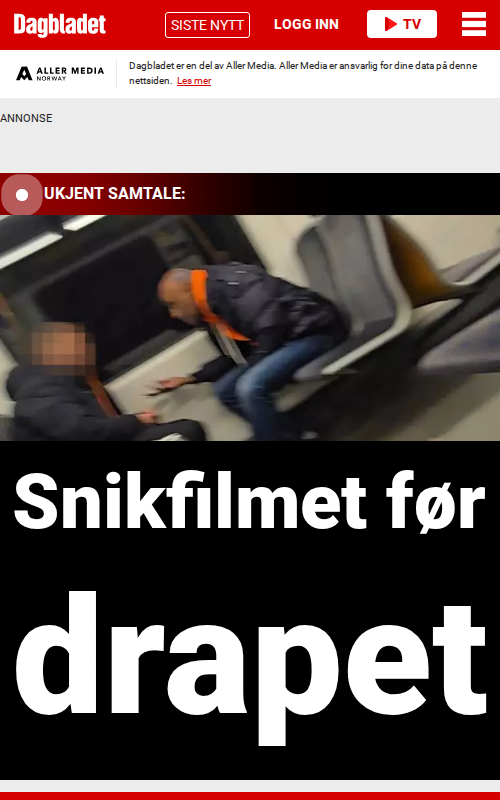 Dagbladet SISTE NYTT LOGG INN TV
ALLER MEDIA
NORWAY
Dagbladet er en del av Aller Media. Aller Media er ansvarlig for dine data på denne
nettsiden. Les mer
ANNONSE
UKJENT SAMTALE:
Snikfilmet før
drapet